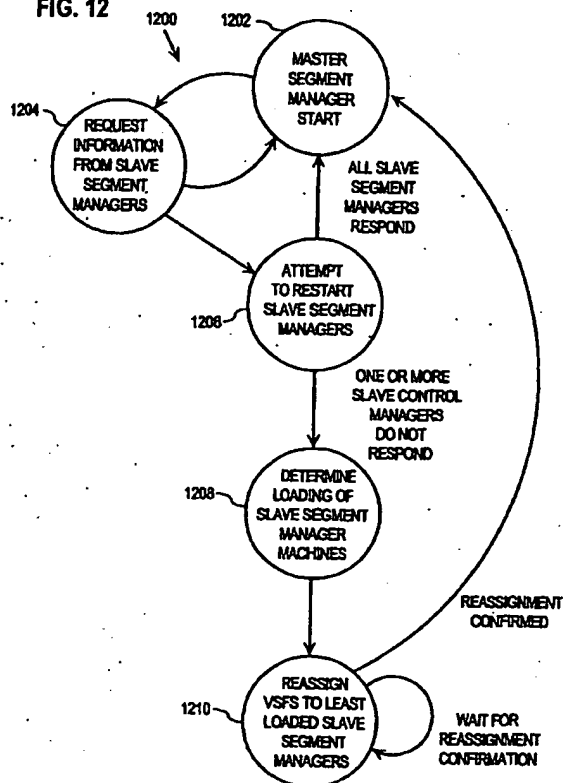 FIG. 12
1200
1202
MASTER
SEGMENT
MANAGER
START
1204
REQUEST
INFORMATION
FROM SLAVE
SEGMENT
MANAGERS
ALL SLAVE
SEGMENT
MANAGERS
RESPOND
ATTEMPT
TO RESTART
SLAVE SEGMENT
MANAGERS
1206
ONE OR MORE
SLAVE CONTROL
MANAGERS
DO NOT
RESPOND
1208
DETERMINE
LOADING OF
SLAVE SEGMENT
MANAGER
MACHINES
REASSIGNMENT
CONFIRMED
1210
REASSIGN
VSFS TO LEAST
LOADED SLAVE
SEGMENT
MANAGERS
WAIT FOR
REASSIGNMENT
CONFIRMATION